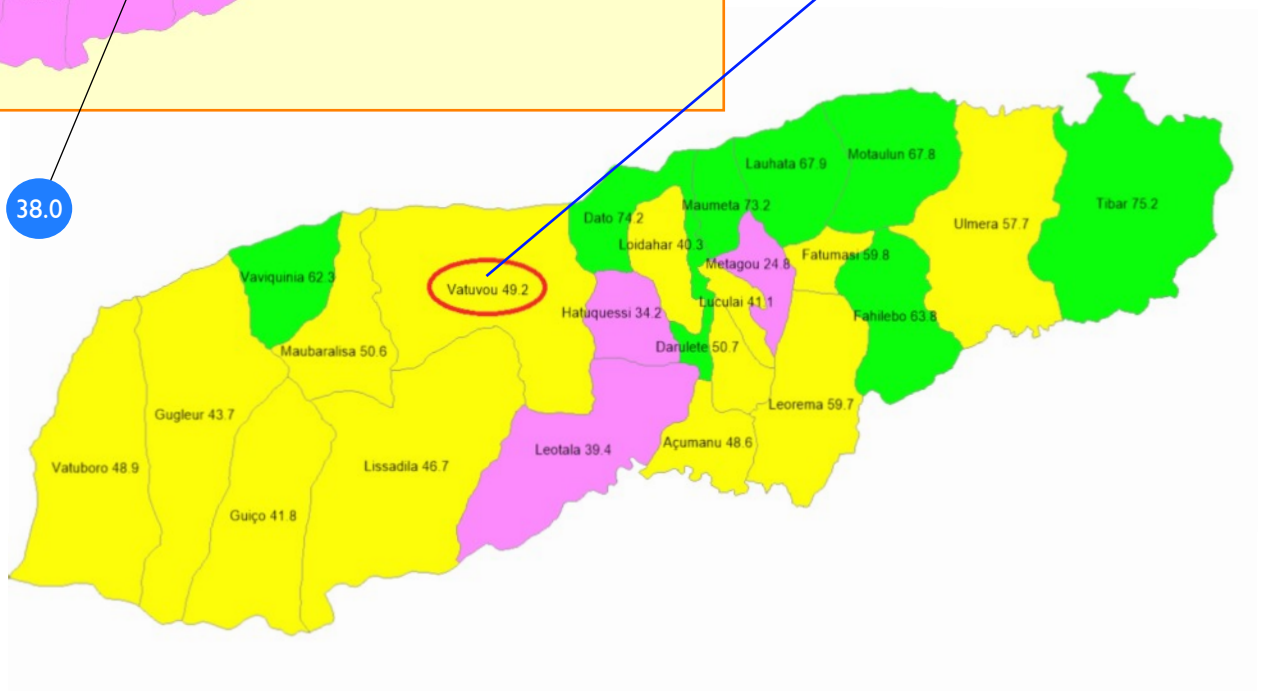 38.0
Lauhata 67.9
Motaulun 67.8
Tibar 75.2
Dato 74.2
Maumeta 73.2
Ulmera 57.7
Loidahar 40.3
Fatumasi 59.8
Metagou 24.8
Vaviquinia 62.3
Vatuvou 49.2
Luculai 41.1
Hatuquessi 34.2
Fahilebo 63.8
Maubaralisa 50.6
Darulete 50.7
Leorema 59.7
Gugleur 43.7
Açumanu 48.6
Leotala 39.4
Vatuboro 48.9
Lissadila 46.7
Guiço 41.8